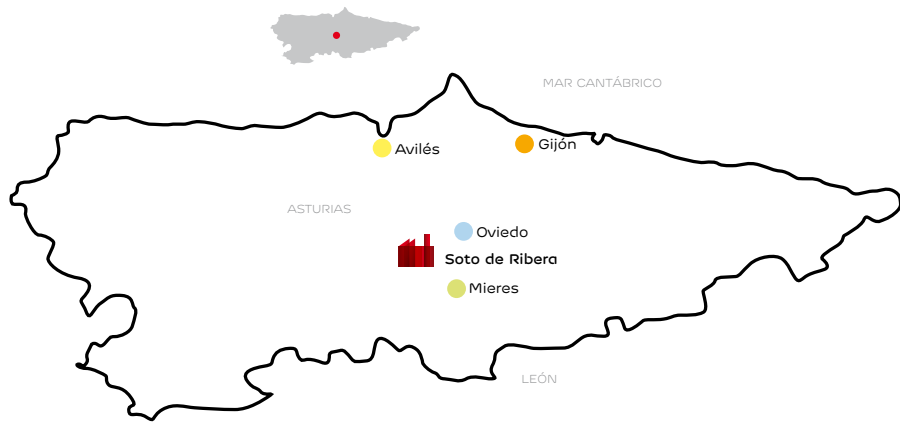 MAR CANTÁBRICO
Avilés
Gijón
ASTURIAS
Oviedo
Soto de Ribera
Mieres
LEÓN